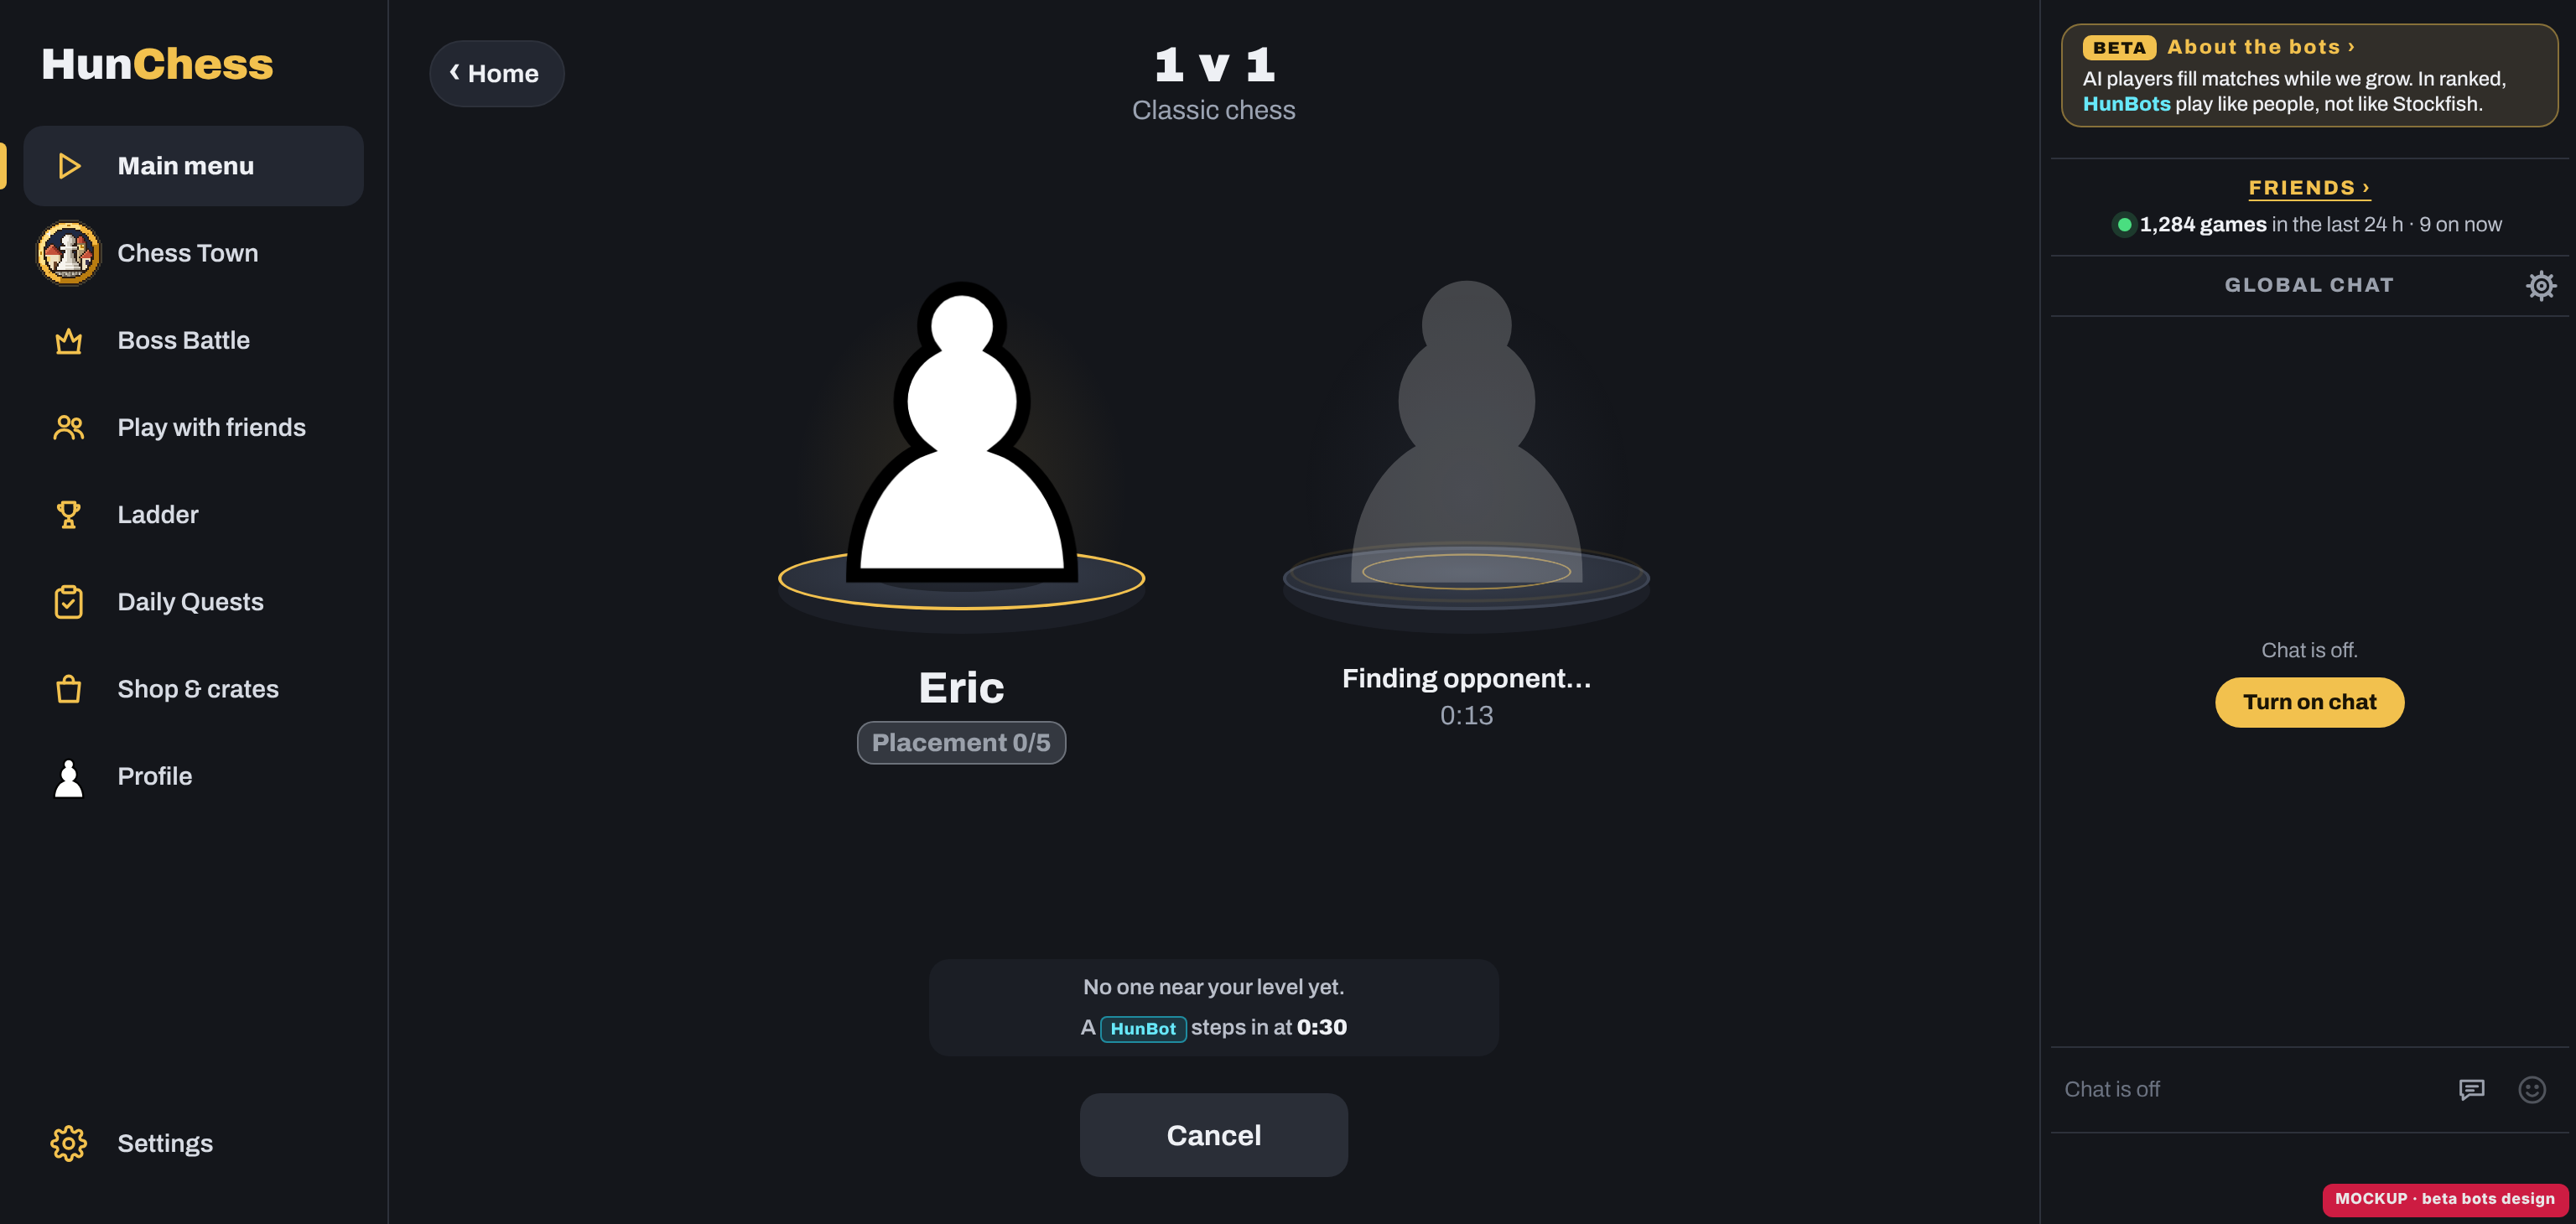 HunChess
Main menu
Chess Town
Boss Battle
Play with friends
Ladder
Daily Quests
Shop & crates
Profile
Settings
‹ Home
1 v 1
Classic chess
Eric
Placement 0/5
Finding opponent...
0:13
No one near your level yet.
A HunBot steps in at 0:30
Cancel
BETA About the bots ›
AI players fill matches while we grow. In ranked,
HunBots play like people, not like Stockfish.
FRIENDS ›
1,284 games in the last 24 h · 9 on now
GLOBAL CHAT
Chat is off.
Turn on chat
Chat is off
MOCKUP · beta bots design